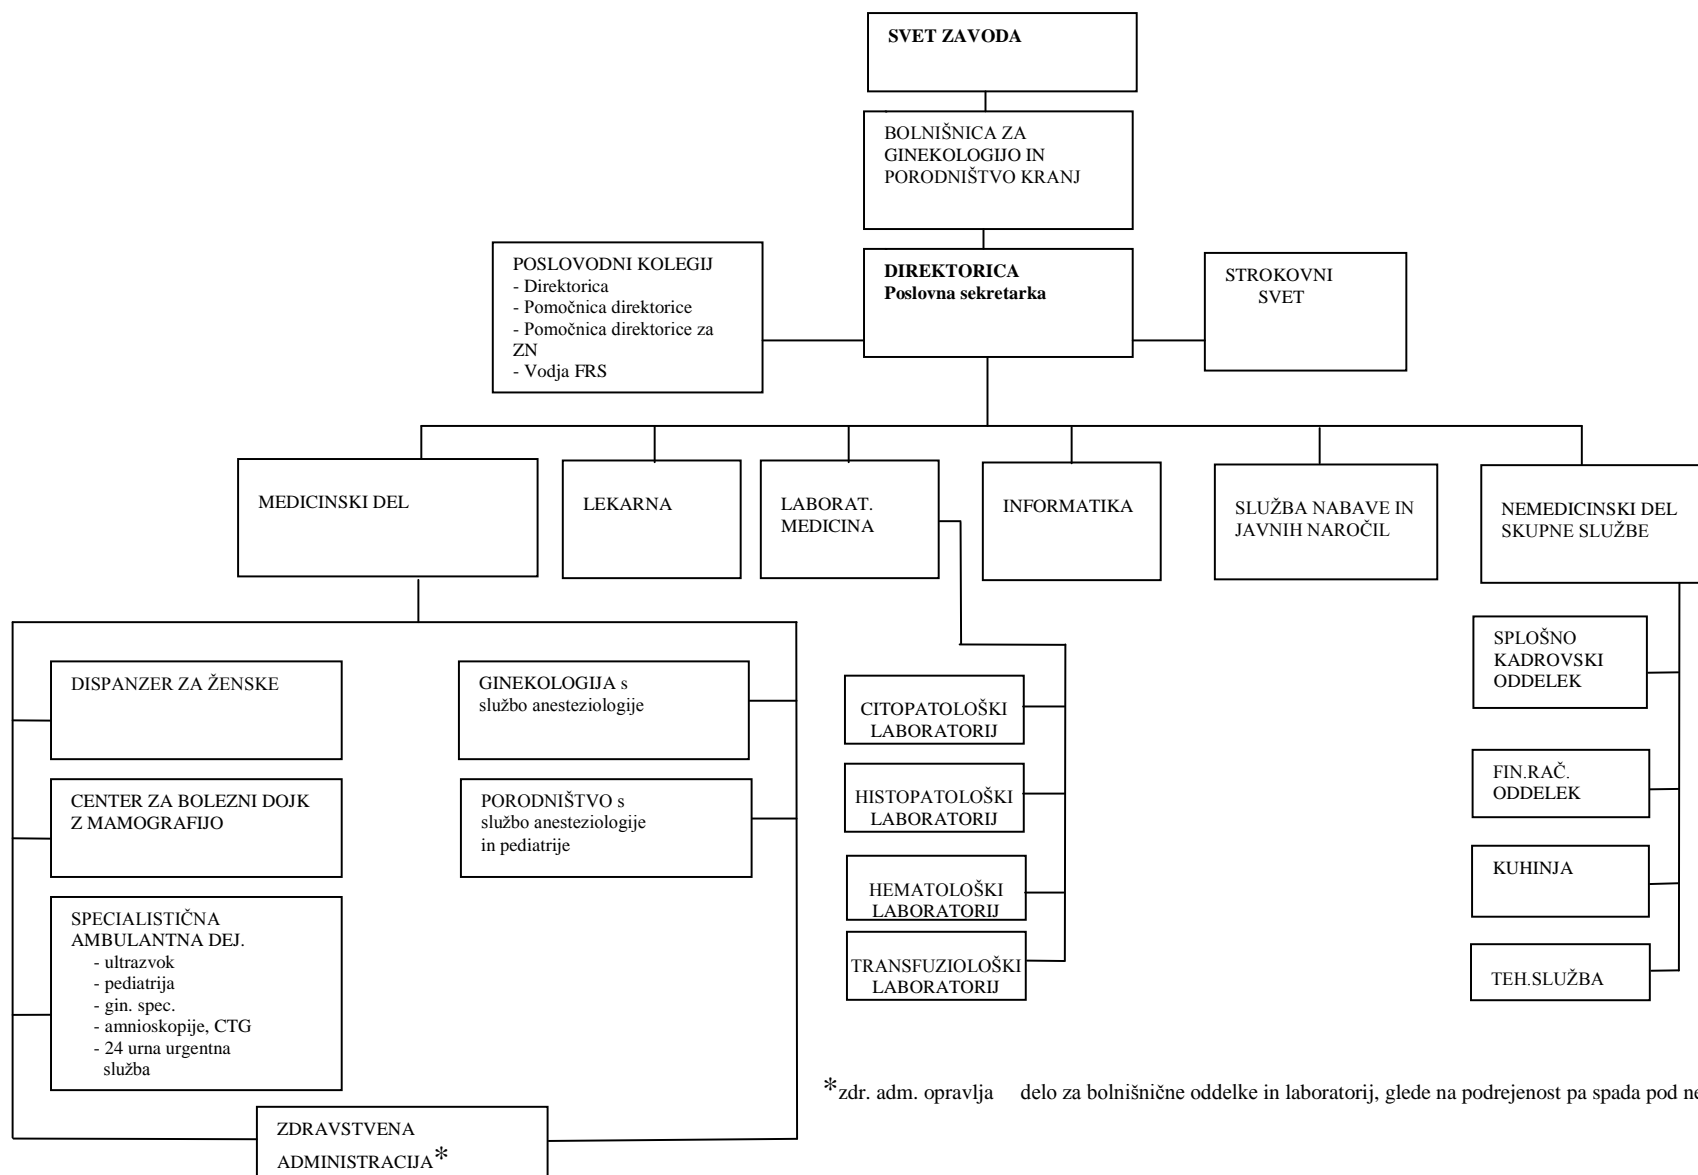 SVET ZAVODA
BOLNIŠNICA ZA
GINEKOLOGIJO IN
PORODNIŠTVO KRANJ
POSLOVODNI KOLEGIJ
- Direktorica
- Pomočnica direktorice
- Pomočnica direktorice za
ZN
- Vodja FRS
DIREKTORICA
Poslovna sekretarka
STROKOVNI
SVET
MEDICINSKI DEL
LEKARNA
LABORAT.
MEDICINA
INFORMATIKA
SLUŽBA NABAVE IN
JAVNIH NAROČIL
NEMEDICINSKI DEL
SKUPNE SLUŽBE
DISPANZER ZA ŽENSKE
CENTER ZA BOLEZNI DOJK
Z MAMOGRAFIJO
SPECIALISTIČNA
AMBULANTNA DEJ.
- ultrazvok
- pediatrija
- gin. spec.
- amnioskopije, CTG
- 24 urna urgentna
služba
GINEKOLOGIJA s
službo anesteziologije
PORODNIŠTVO s
službo anesteziologije
in pediatrije
CITOPATOLOŠKI
LABORATORIJ
HISTOPATOLOŠKI
LABORATORIJ
HEMATOLOŠKI
LABORATORIJ
TRANSFUZIOLOŠKI
LABORATORIJ
SPLOŠNO
KADROVSKI
ODDELEK
FIN.RAČ.
ODDELEK
KUHINJA
TEH.SLUŽBA
*zdr. adm. opravlja delo za bolnišnične oddelke in laboratorij, glede na podrejenost pa spada pod
ZDRAVSTVENA
ADMINISTRACIJA*